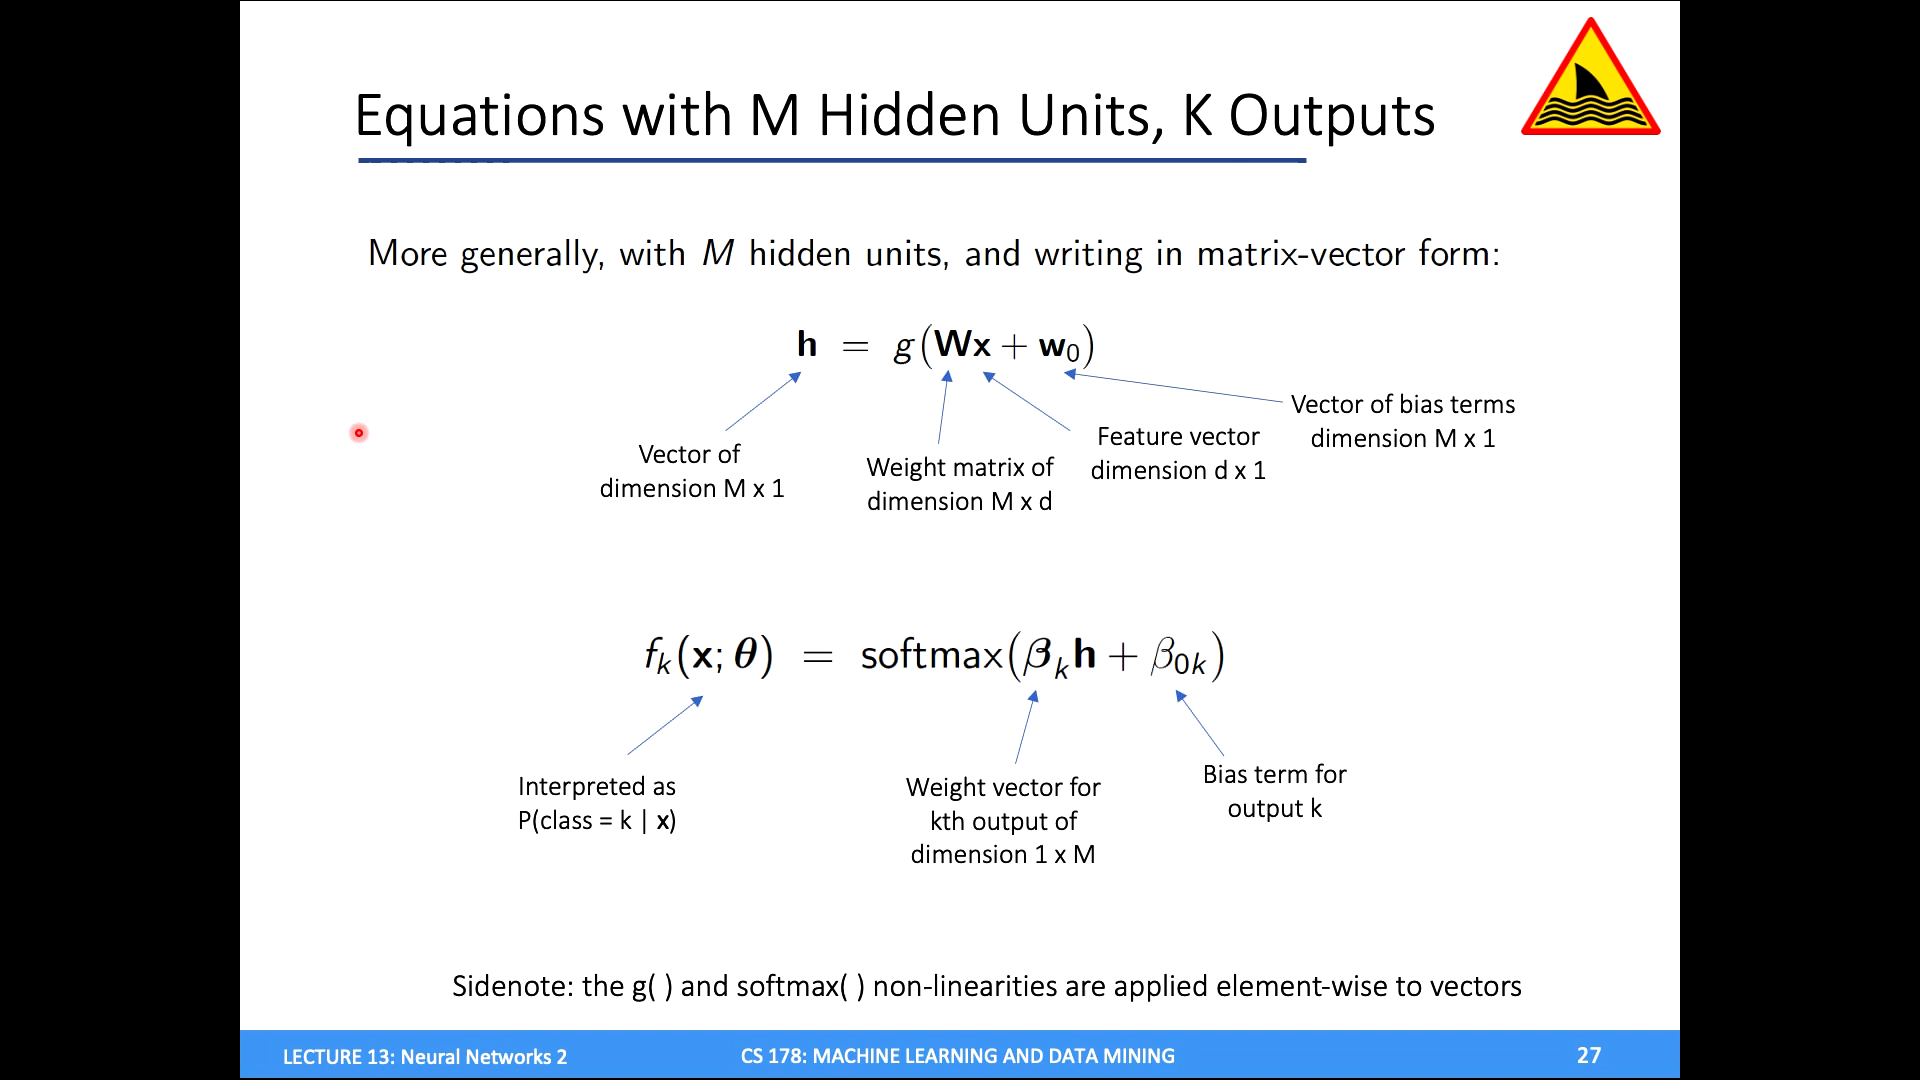 Equations with M Hidden Units, K Outputs
More generally, with M hidden units, and writing in matrix-vector form:
h = g(Wx + w₀)
Vector of
dimension M x 1
Weight matrix of
dimension M x d
Feature vector
dimension d x 1
Vector of bias terms
dimension M x 1
fₖ(x; θ) = softmax(βₖh + β₀ₖ)
Interpreted as
P(class = k | x)
Weight vector for
kth output of
dimension 1 x M
Bias term for
output k
Sidenote: the g( ) and softmax( ) non-linearities are applied element-wise to vectors
LECTURE 13: Neural Networks 2
CS 178: MACHINE LEARNING AND DATA MINING
27